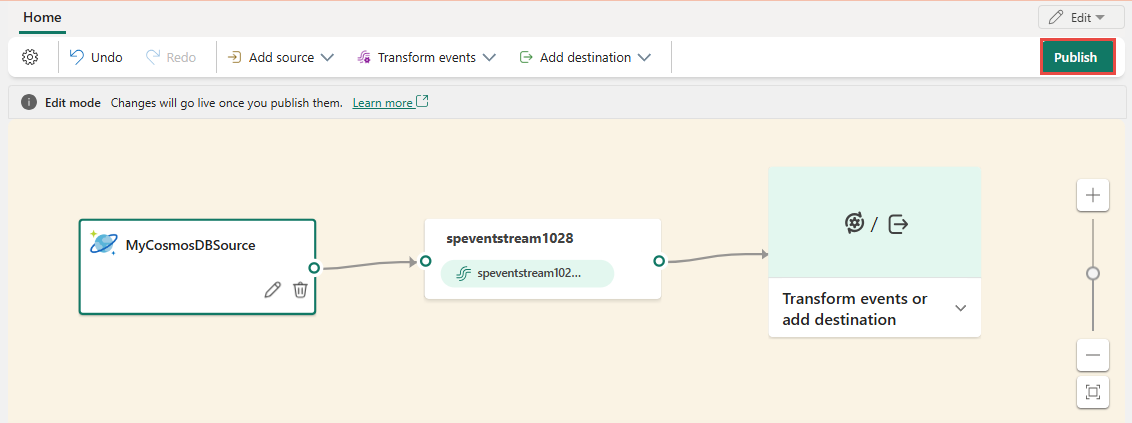 Home
Edit
Undo
Redo
Add source
Transform events
Add destination
Publish
Edit mode Changes will go live once you publish them. Learn more
MyCosmosDBSource
speventstream1028
speventstream102...
/
Transform events or
add destination